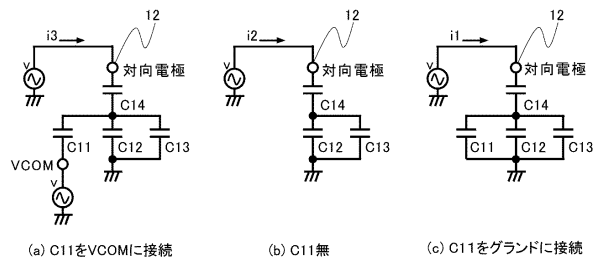 12 12 12
i3 i2 i1
V V V
対向電極 対向電極 対向電極
C14 C14 C14
C11 C12 C13 C12 C13 C11 C12 C13
VCOM
V
(a) C11をVCOMに接続 (b) C11無 (c) C11をグランドに接続